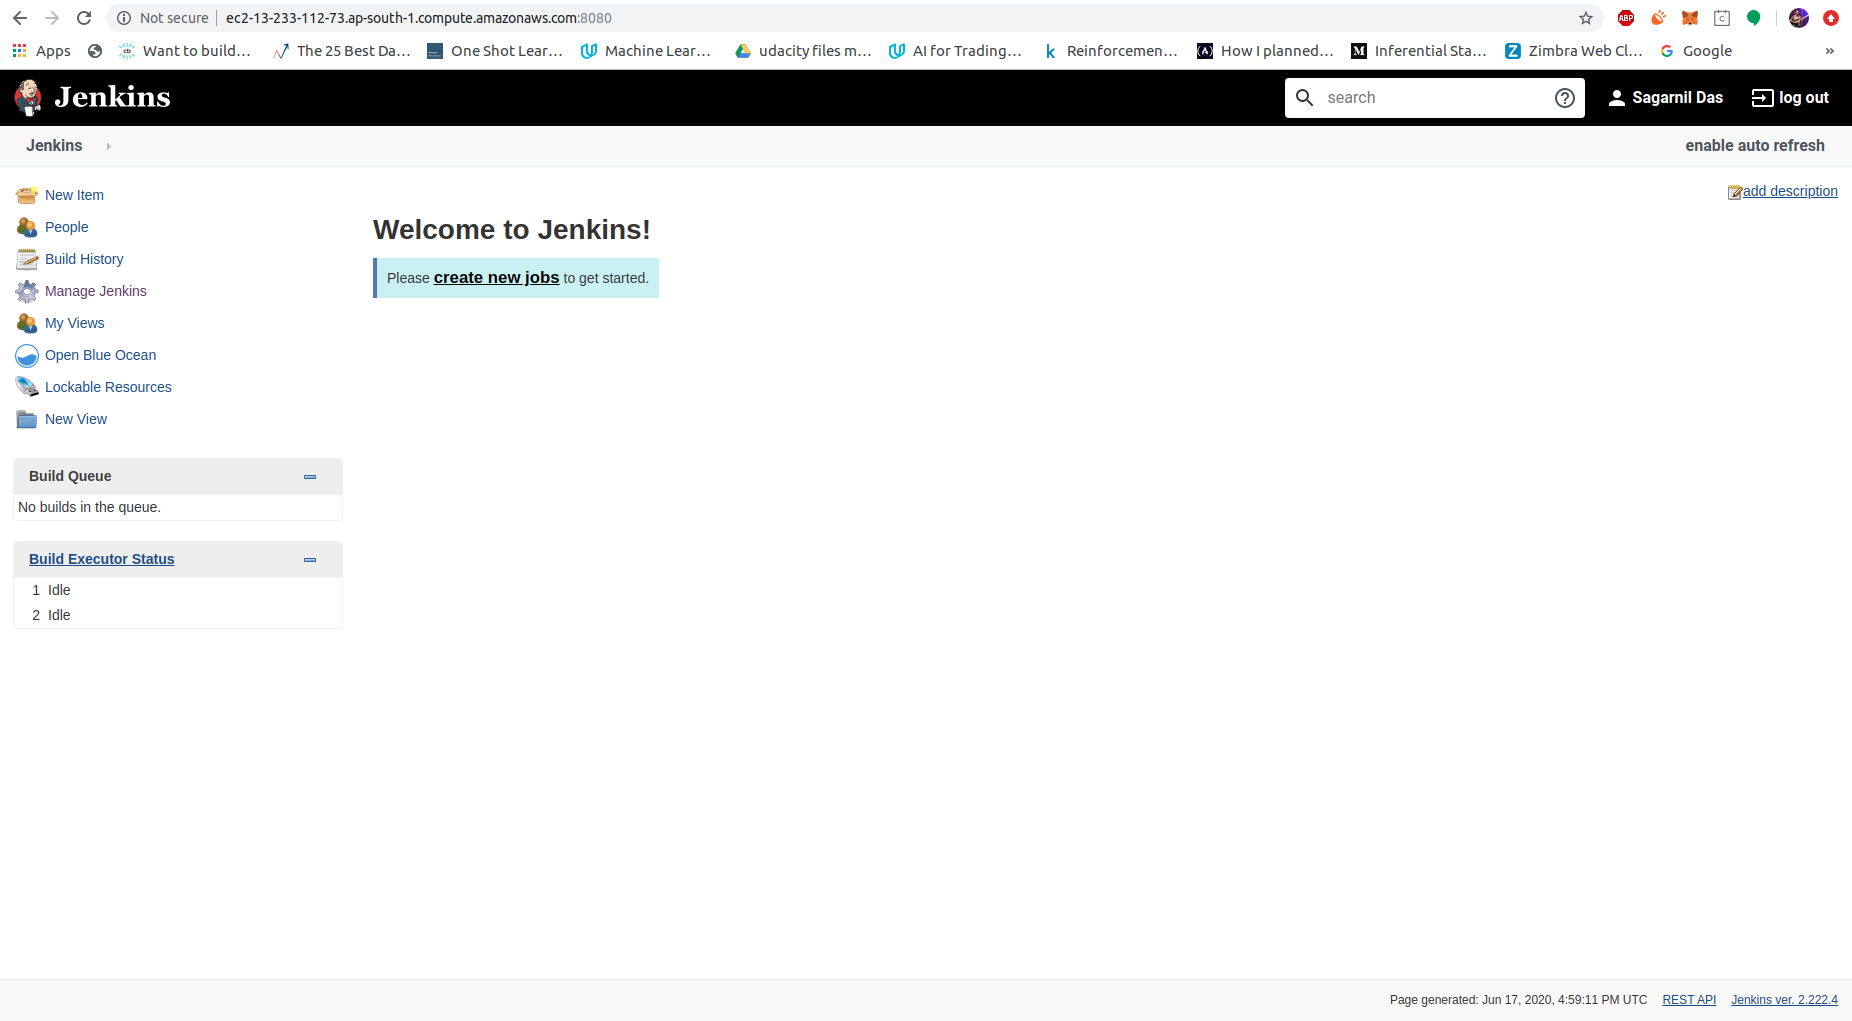 Not secure | ec2-13-233-112-73.ap-south-1.compute.amazonaws.com:8080 ABP C
Apps CD Want to build… The 25 Best Da… One Shot Lear… Machine Lear… udacity files m… AI for Trading… k Reinforcemen… (A) How I planned… M Inferential Sta… Z Zimbra Web Cl… G Google »
Jenkins search Sagarnil Das log out
Jenkins enable auto refresh
add description
New Item
People
Build History
Manage Jenkins
My Views
Open Blue Ocean
Lockable Resources
New View
Welcome to Jenkins!
Please create new jobs to get started.
Build Queue
No builds in the queue.
Build Executor Status
1 Idle
2 Idle
Page generated: Jun 17, 2020, 4:59:11 PM UTC REST API Jenkins ver. 2.222.4